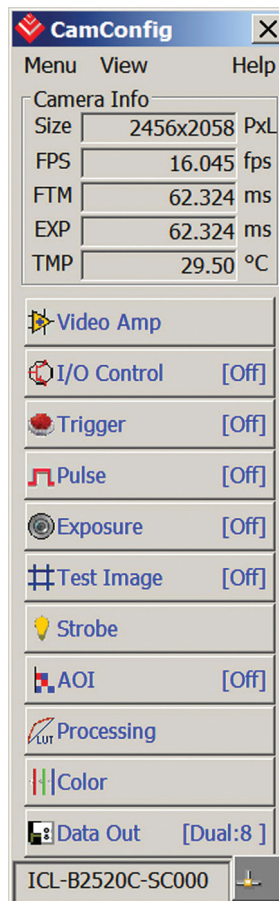 CamConfig
Menu View Help
Camera Info
Size 2456x2058 PxL
FPS 16.045 fps
FTM 62.324 ms
EXP 62.324 ms
TMP 29.50 °C
Video Amp
I/O Control [Off]
Trigger [Off]
Pulse [Off]
Exposure [Off]
Test Image [Off]
Strobe
AOI [Off]
LUT Processing
Color
Data Out [Dual:8 ]
ICL-B2520C-SC000